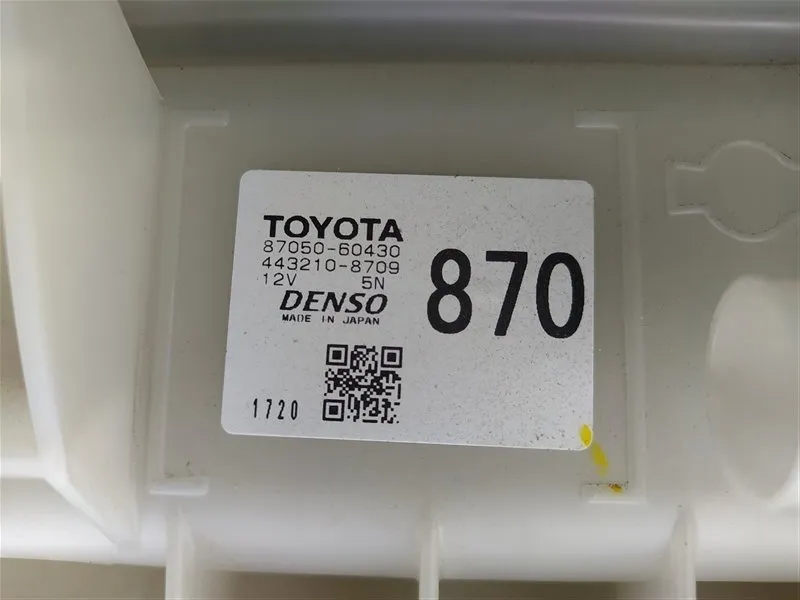 TOYOTA
87050-60430
443210-8709
12V 5N
DENSO
MADE IN JAPAN
870
1720